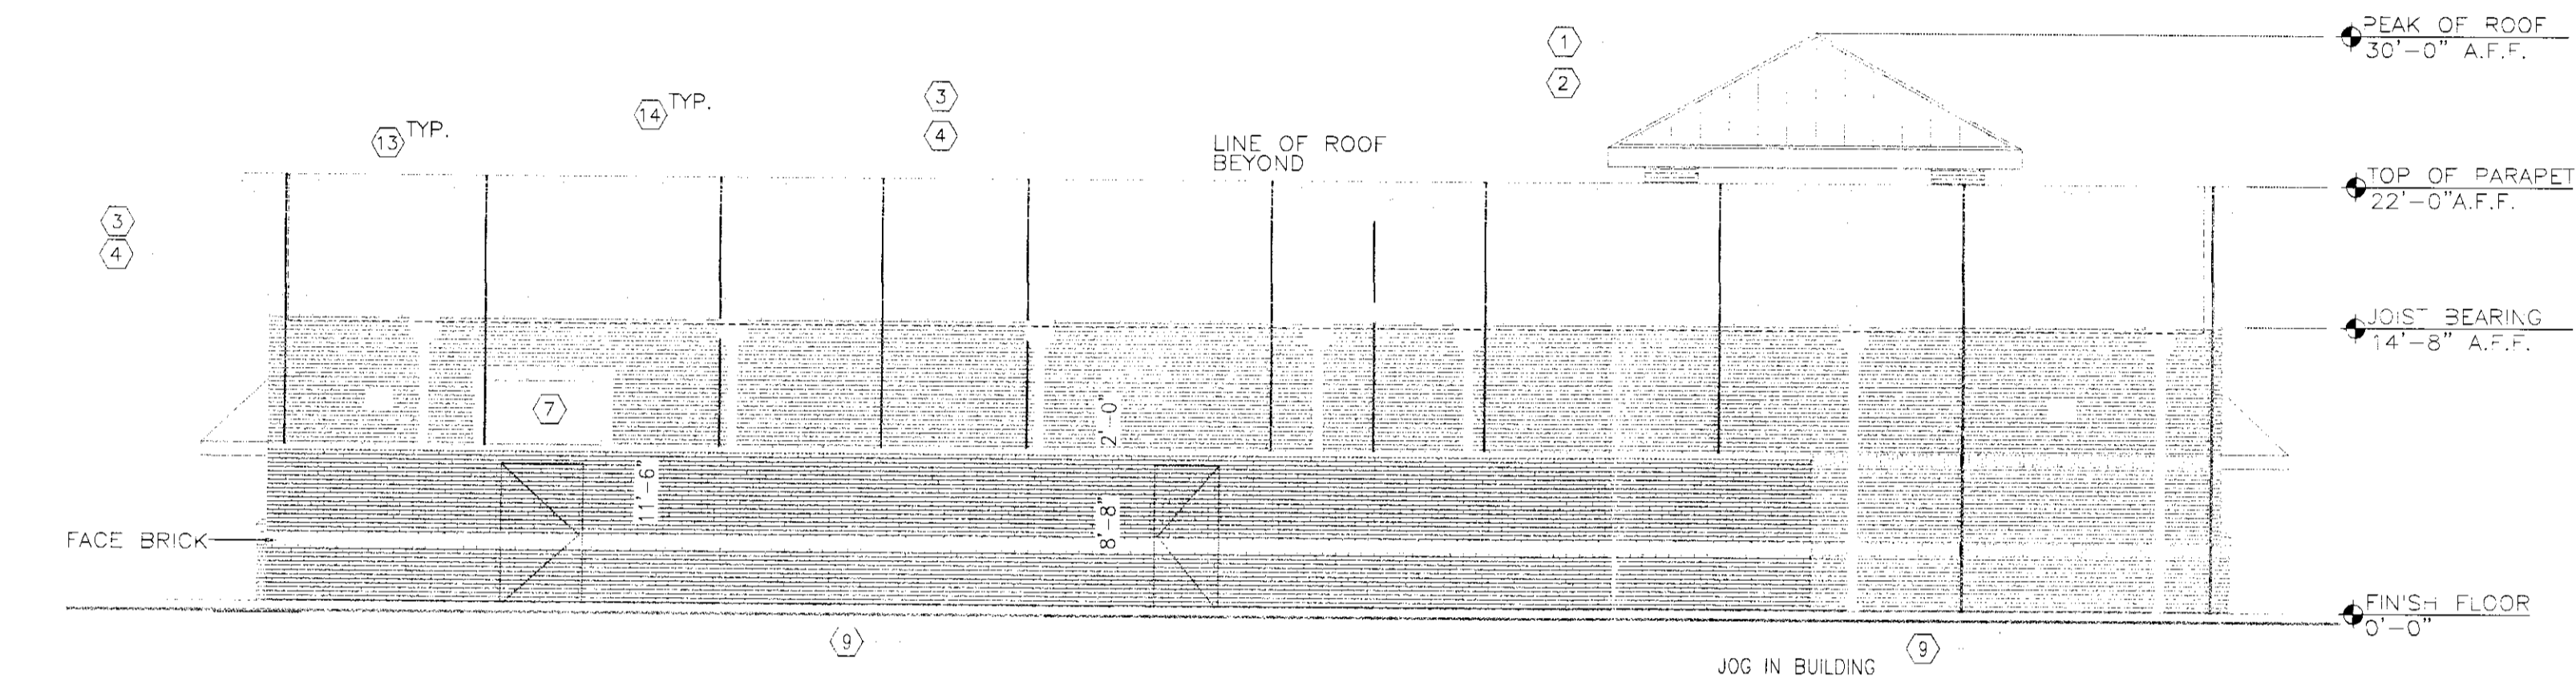 PEAK OF ROOF
30'-0" A.F.F.
1
2
3
4
14 TYP.
13 TYP.
LINE OF ROOF
BEYOND
TOP OF PARAPET
22'-0"A.F.F.
3
4
JOIST BEARING
14'-8" A.F.F.
7
2'-0"
11'-6"
8'-8"
FACE BRICK
FINISH FLOOR
0'-0"
9
9
JOG IN BUILDING